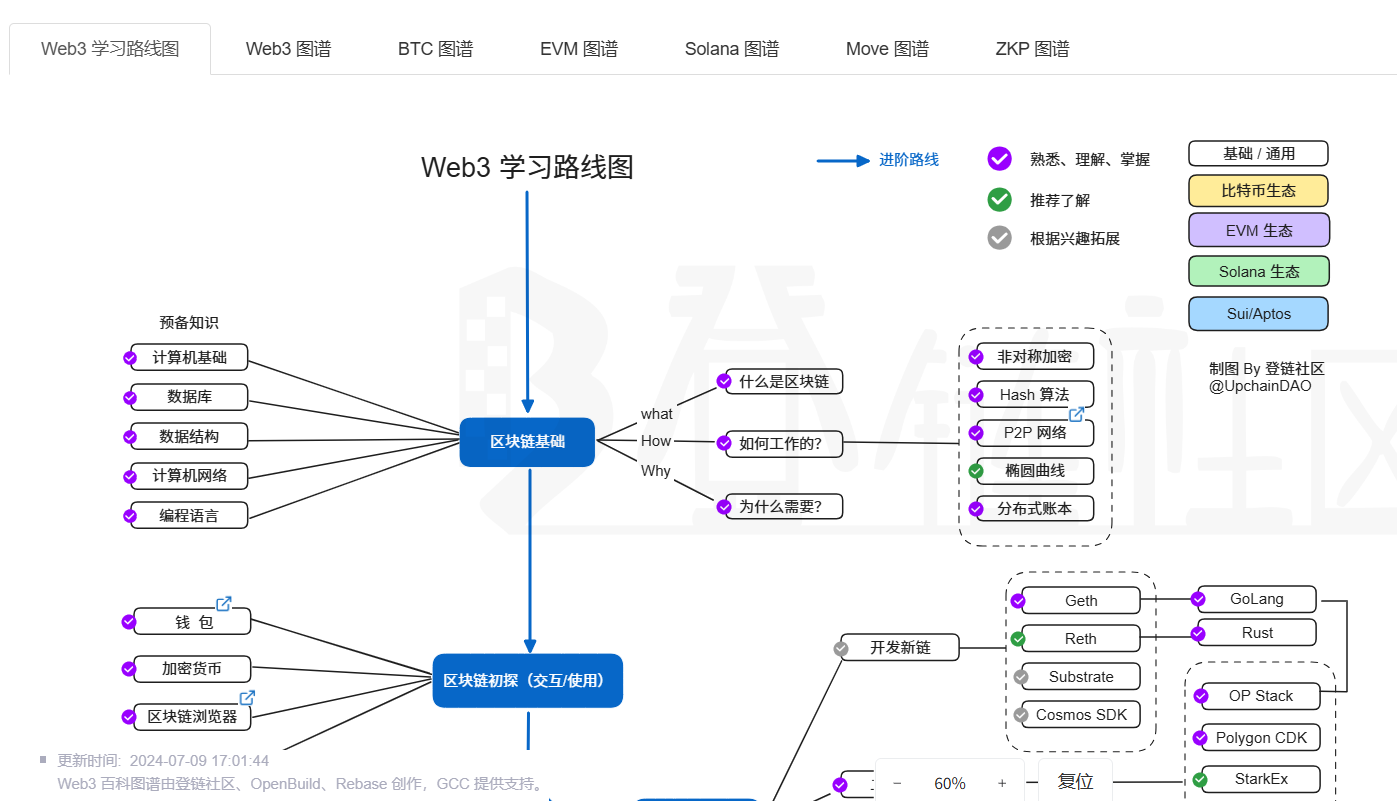 Web3 学习路线图
Web3 图谱
BTC 图谱
EVM 图谱
Solana 图谱
Move 图谱
ZKP 图谱
Web3 学习路线图
进阶路线
熟悉、理解、掌握
推荐了解
根据兴趣拓展
基础 / 通用
比特币生态
EVM 生态
Solana 生态
Sui/Aptos
制图 By 登链社区
@UpchainDAO
登链社区
预备知识
计算机基础
数据库
数据结构
计算机网络
编程语言
区块链基础
what
How
Why
什么是区块链
如何工作的?
为什么需要?
非对称加密
Hash 算法
P2P 网络
椭圆曲线
分布式账本
钱 包
加密货币
区块链浏览器
区块链初探（交互/使用）
开发新链
Geth
Reth
Substrate
Cosmos SDK
GoLang
Rust
OP Stack
Polygon CDK
StarkEx
更新时间: 2024-07-09 17:01:44
Web3 百科图谱由登链社区、OpenBuild、Rebase 创作，GCC 提供支持。
− 60% +
复位